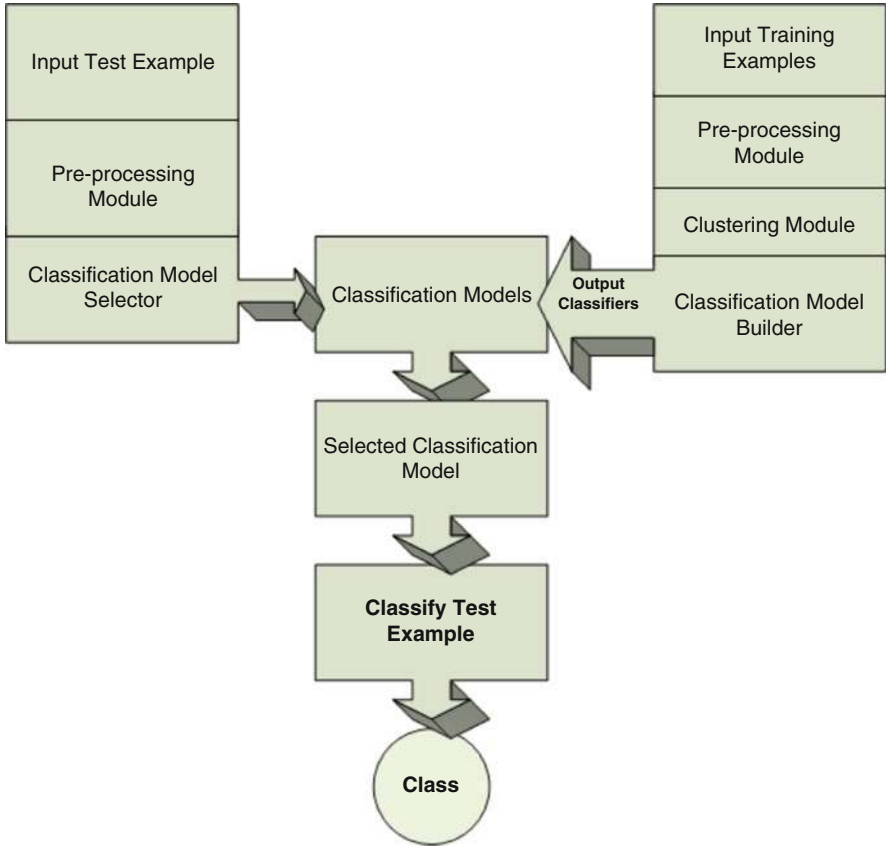 Input Test Example
Pre-processing
Module
Classification Model
Selector
Input Training
Examples
Pre-processing
Module
Clustering Module
Classification Model
Builder
Output
Classifiers
Classification Models
Selected Classification
Model
Classify Test
Example
Class